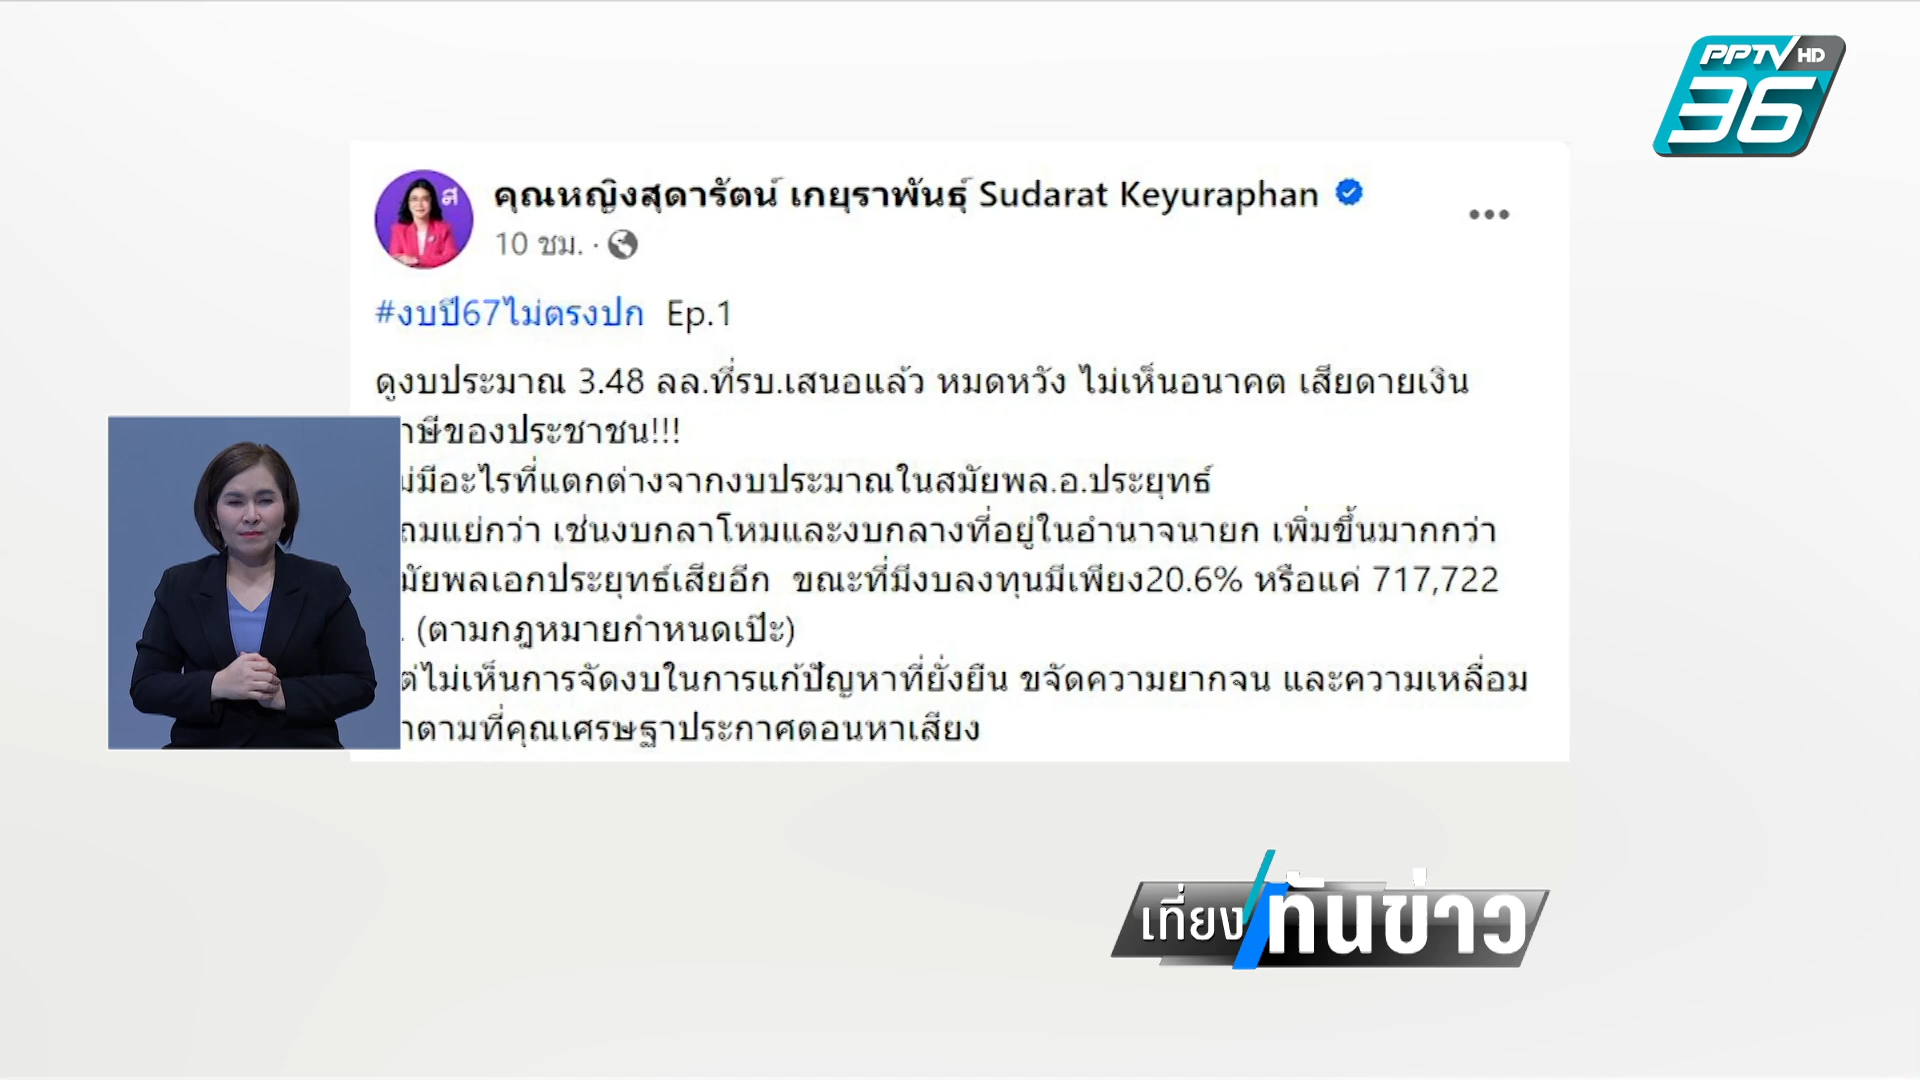 PPTV HD
36
คุณหญิงสุดารัตน์ เกยุราพันธุ์ Sudarat Keyuraphan
10 ชม. ·
#งบปี67ไม่ตรงปก Ep.1
ดูงบประมาณ 3.48 ลล.ที่รบ.เสนอแล้ว หมดหวัง ไม่เห็นอนาคต เสียดายเงิน
าษีของประชาชน!!!
ม่มีอะไรที่แตกต่างจากงบประมาณในสมัยพล.อ.ประยุทธ์
ถมแย่กว่า เช่นงบกลาโหมและงบกลางที่อยู่ในอำนาจนายก เพิ่มขึ้นมากกว่า
มัยพลเอกประยุทธ์เสียอีก ขณะที่มีงบลงทุนมีเพียง20.6% หรือแค่ 717,722
. (ตามกฎหมายกำหนดเป๊ะ)
ต่ไม่เห็นการจัดงบในการแก้ปัญหาที่ยั่งยืน ขจัดความยากจน และความเหลื่อม
ำตามที่คุณเศรษฐาประกาศตอนหาเสียง
เที่ยงทันข่าว